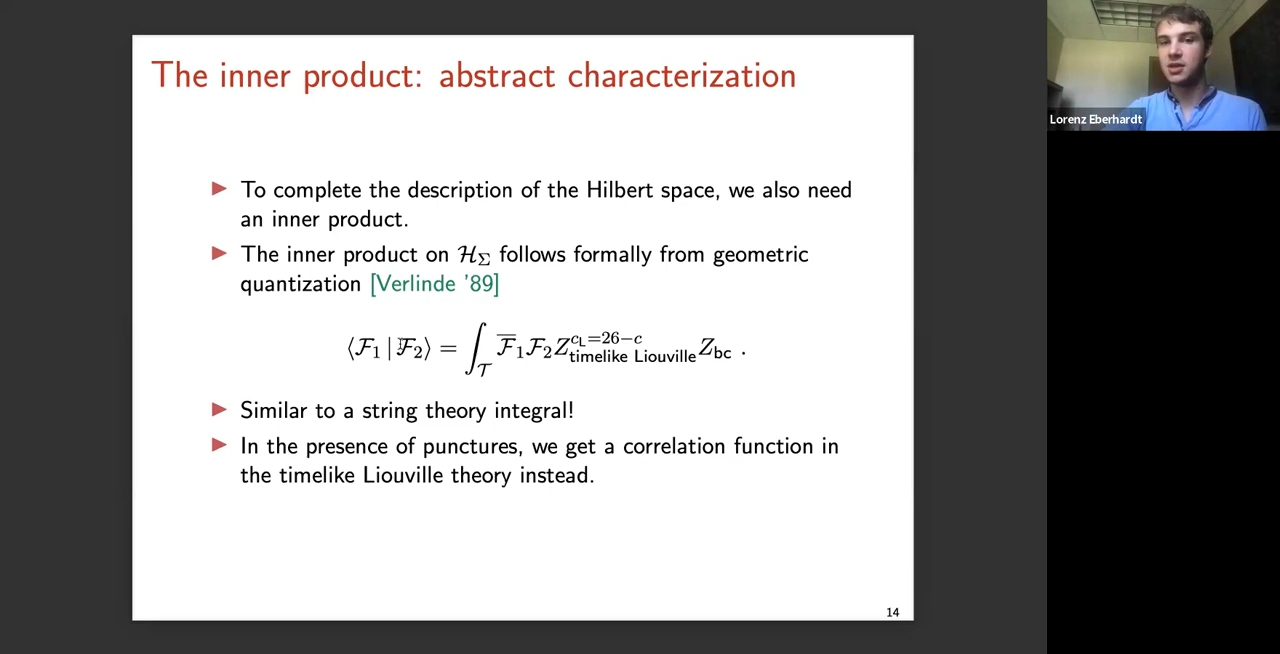 The inner product: abstract characterization
Lorenz Eberhardt
▶ To complete the description of the Hilbert space, we also need
an inner product.
▶ The inner product on ℋ_Σ follows formally from geometric
quantization [Verlinde '89]
⟨ℱ₁ | ℱ₂⟩ = ∫_𝒯 ℱ̅₁ℱ₂Z^{c_L=26−c}_{timelike Liouville}Z_{bc} .
▶ Similar to a string theory integral!
▶ In the presence of punctures, we get a correlation function in
the timelike Liouville theory instead.
14